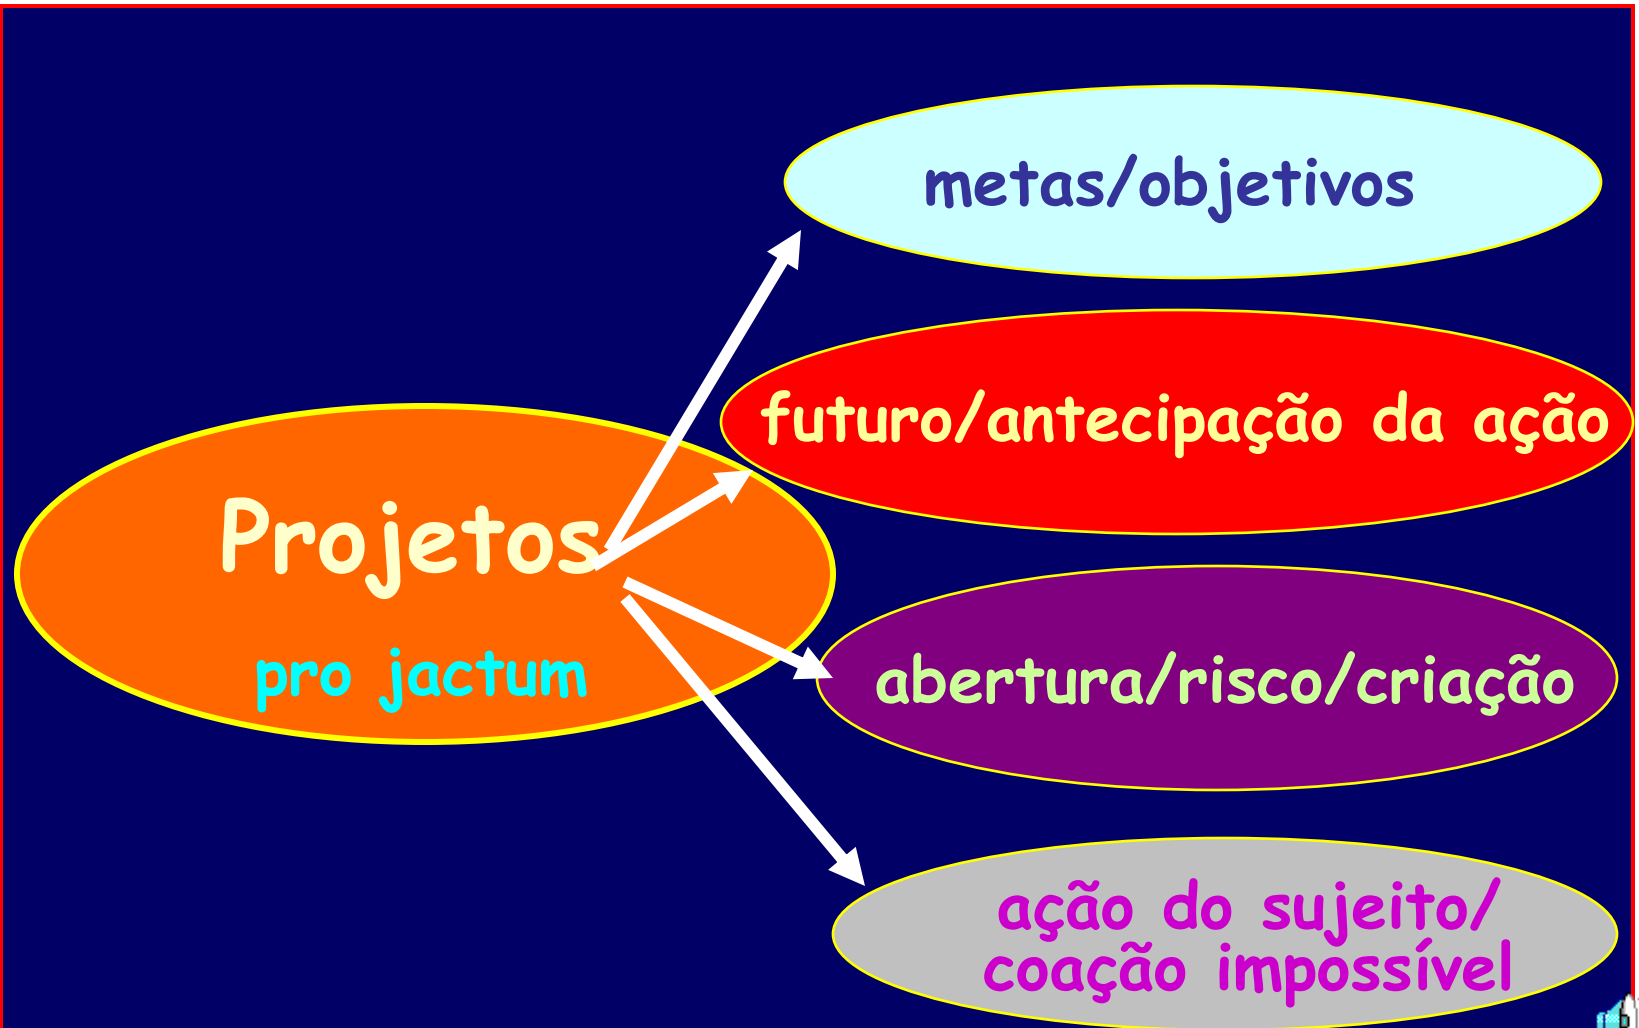 metas/objetivos
futuro/antecipação da ação
Projetos
pro jactum
abertura/risco/criação
ação do sujeito/
coação impossível